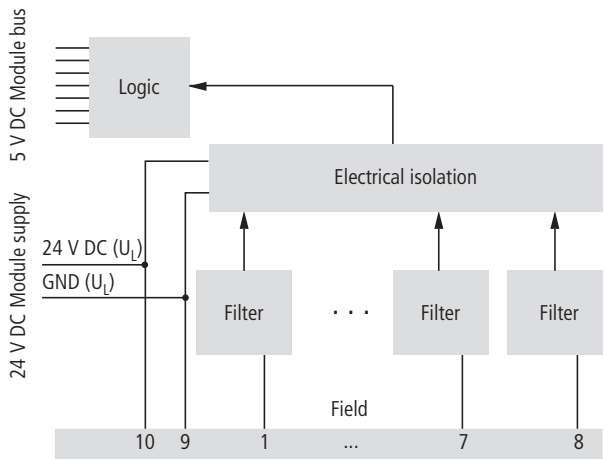 5 V DC Module bus
Logic
Electrical isolation
24 V DC Module supply
24 V DC (U_L)
GND (U_L)
Filter
. . .
Filter
Filter
Field
10 9 1 ... 7 8